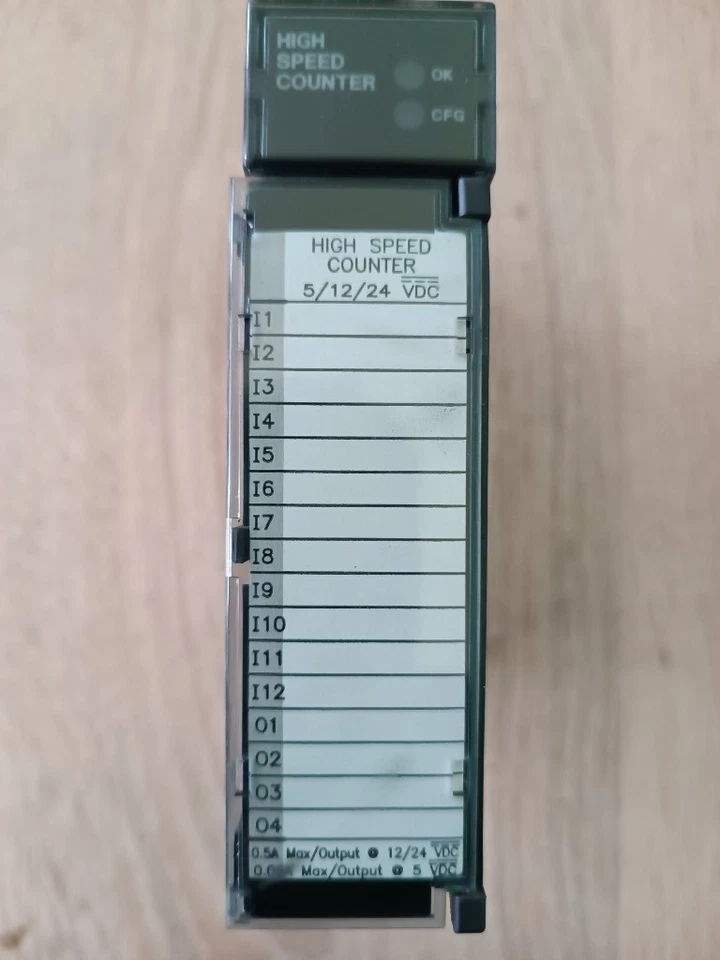 HIGH
SPEED
COUNTER
OK
CFG
HIGH SPEED
COUNTER
5/12/24 VDC
I1
I2
I3
I4
I5
I6
I7
I8
I9
I10
I11
I12
O1
O2
O3
O4
0.5A Max/Output @ 12/24 VDC
Max/Output @ 5 VDC